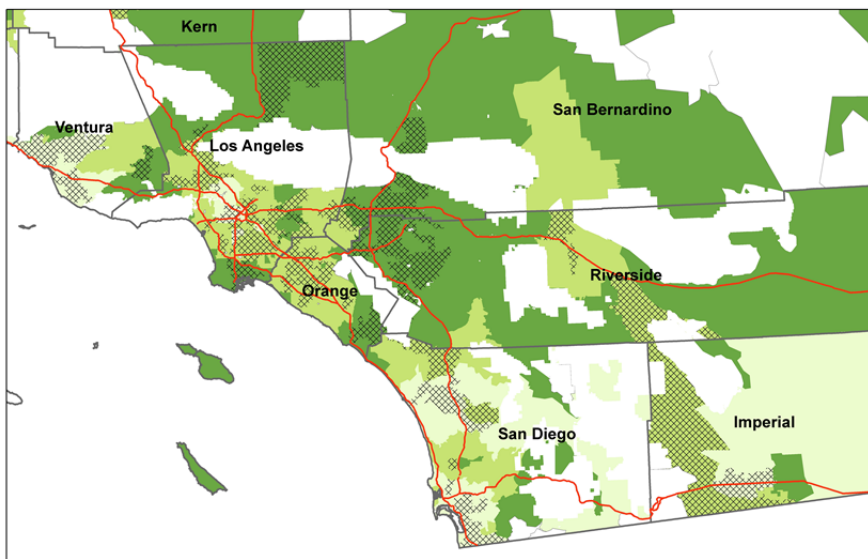 Kern
San Bernardino
Ventura
Los Angeles
Riverside
Orange
Imperial
San Diego